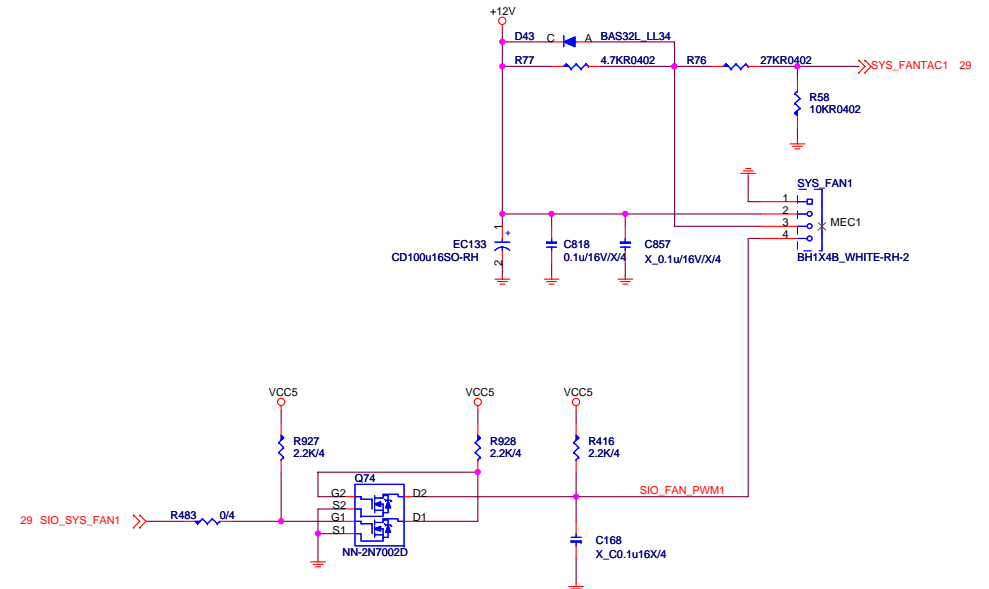 +12V
D43 C A BAS32L_LL34
R77 4.7KR0402 R76 27KR0402 SYS_FANTAC1 29
R58
10KR0402
SYS_FAN1
1
2
3
4
MEC1
BH1X4B_WHITE-RH-2
1
+
EC133
CD100u16SO-RH
2
C818
0.1u/16V/X/4
C857
X_0.1u/16V/X/4
VCC5 VCC5 VCC5
R927
2.2K/4
R928
2.2K/4
R416
2.2K/4
Q74
G2 D2
S2
G1 D1
S1
NN-2N7002D
SIO_FAN_PWM1
29 SIO_SYS_FAN1 R483 0/4
C168
X_C0.1u16X/4